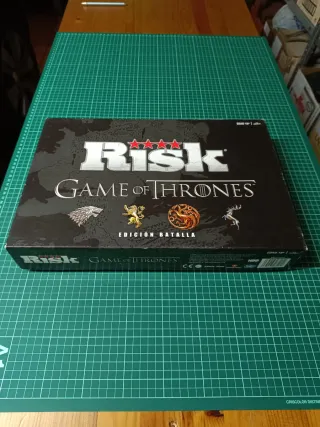 RISK
GAME OF THRONES
EDICIÓN BATALLA
RISK
GAME OF THRONES